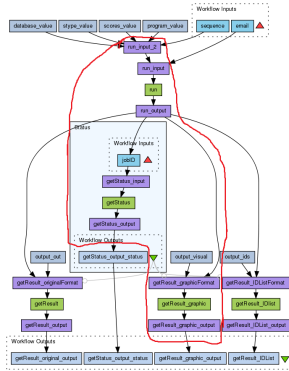 Workflow Inputs
database_value
stype_value
scores_value
program_value
sequence
email
run_input_2
run_input
run
run_output
Status
Workflow Inputs
jobID
getStatus_input
getStatus
getStatus_output
Workflow Outputs
getStatus_output_status
output_out
output_visual
output_ids
getResult_originalFormat
getResult_graphicFormat
getResult_IDListFormat
getResult
getResult_graphic
getResult_IDlist
getResult_output
getResult_graphic_output
getResult_IDList_output
Workflow Outputs
getResult_original_output
getStatus_output_status
getResult_graphic_output
getResult_IDList